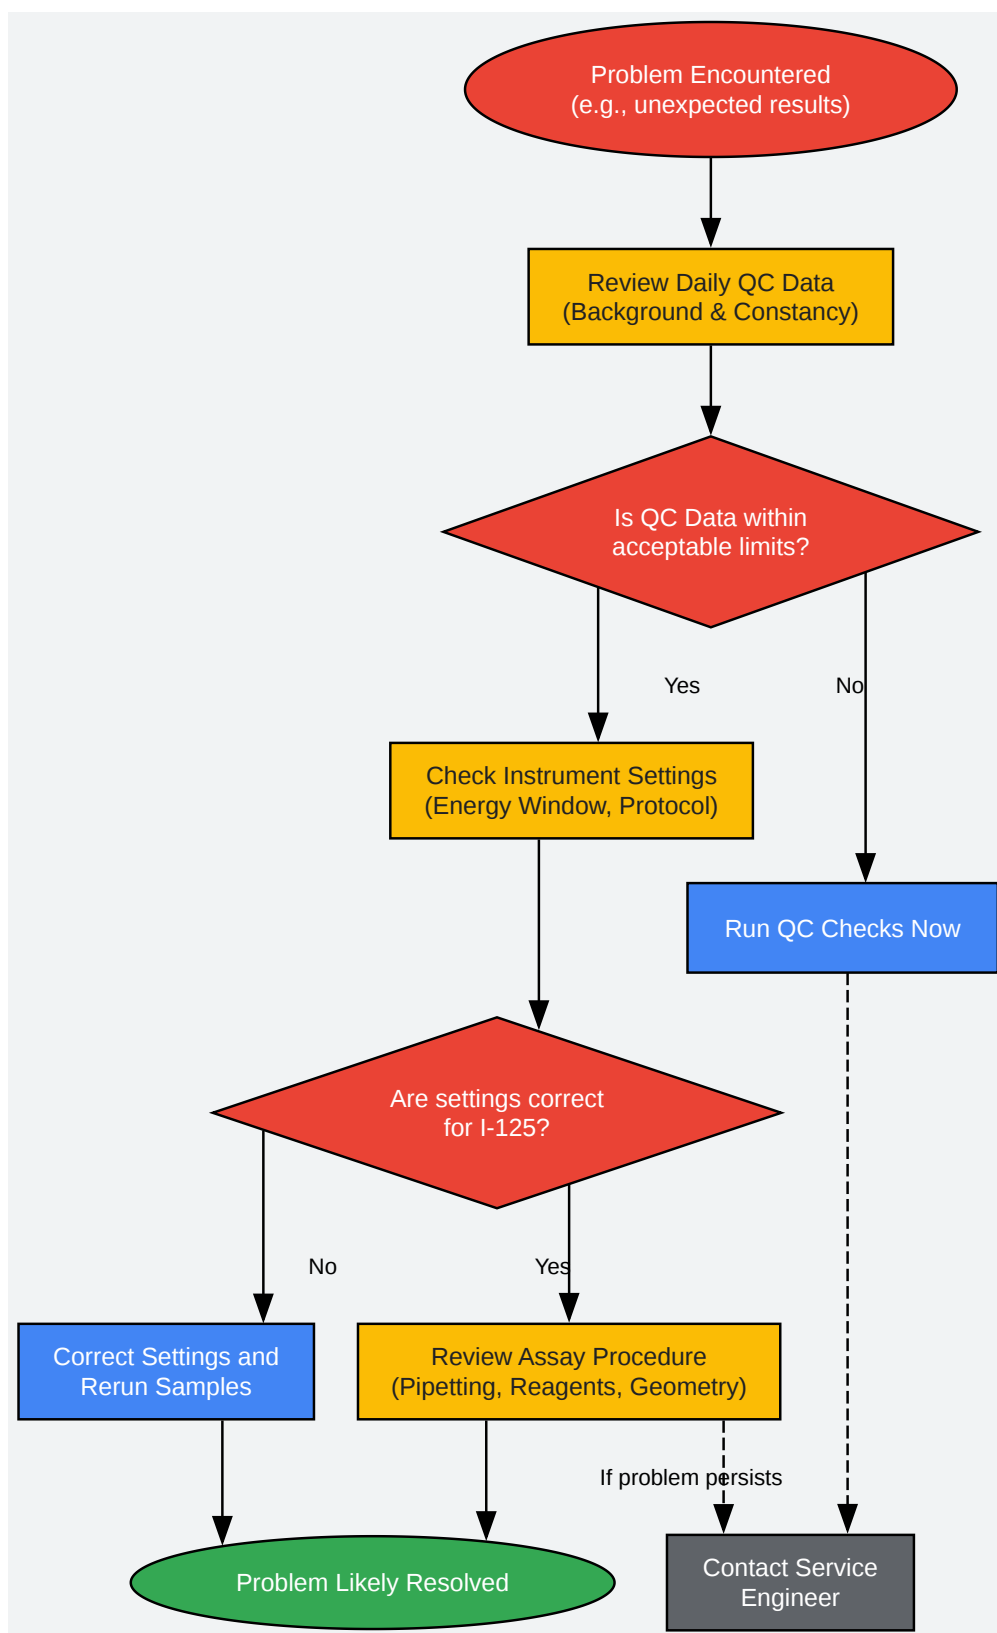 Problem Encountered
(e.g., unexpected results)
Review Daily QC Data
(Background & Constancy)
Is QC Data within
acceptable limits?
Yes
No
Check Instrument Settings
(Energy Window, Protocol)
Run QC Checks Now
Are settings correct
for I-125?
No
Yes
Correct Settings and
Rerun Samples
Review Assay Procedure
(Pipetting, Reagents, Geometry)
If problem persists
Problem Likely Resolved
Contact Service
Engineer